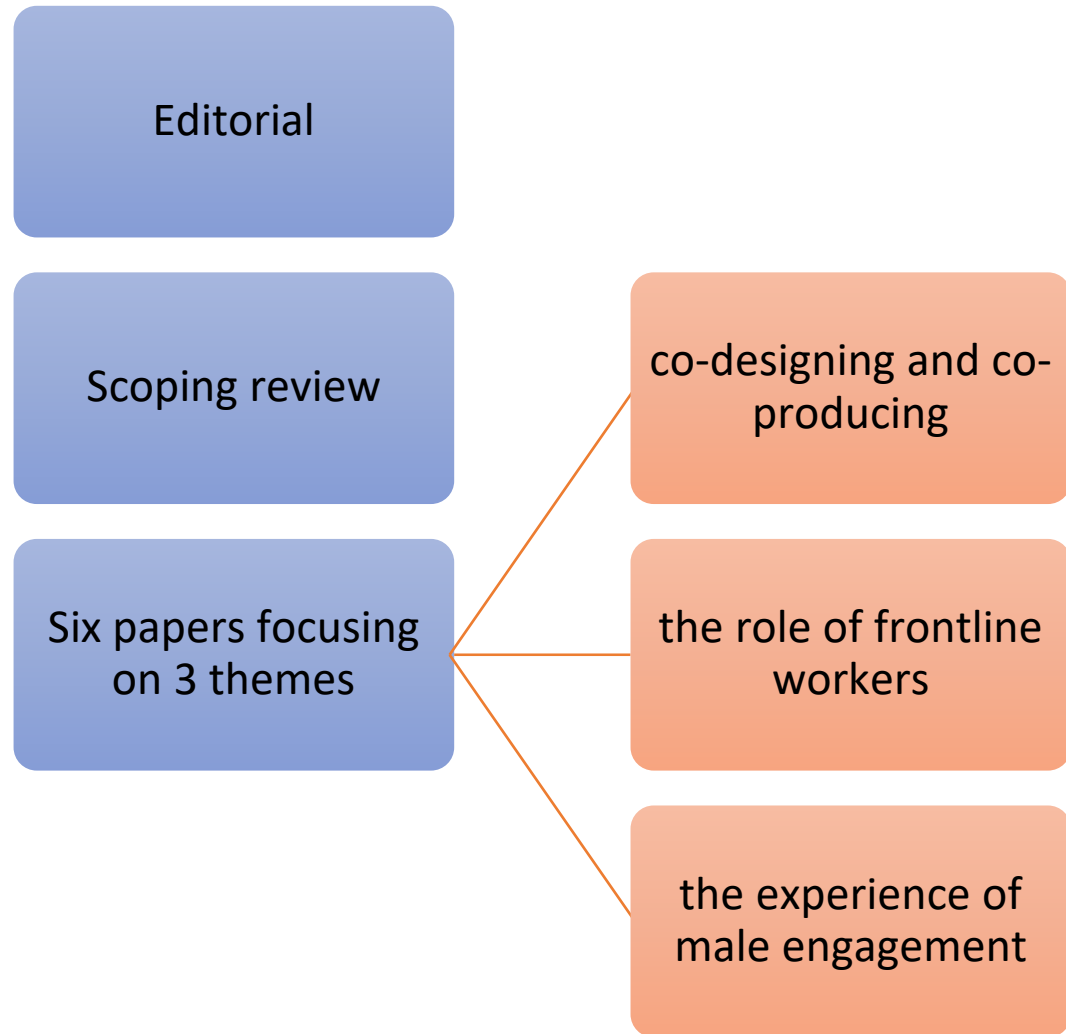 Editorial
Scoping review
Six papers focusing
on 3 themes
co-designing and co-
producing
the role of frontline
workers
the experience of
male engagement